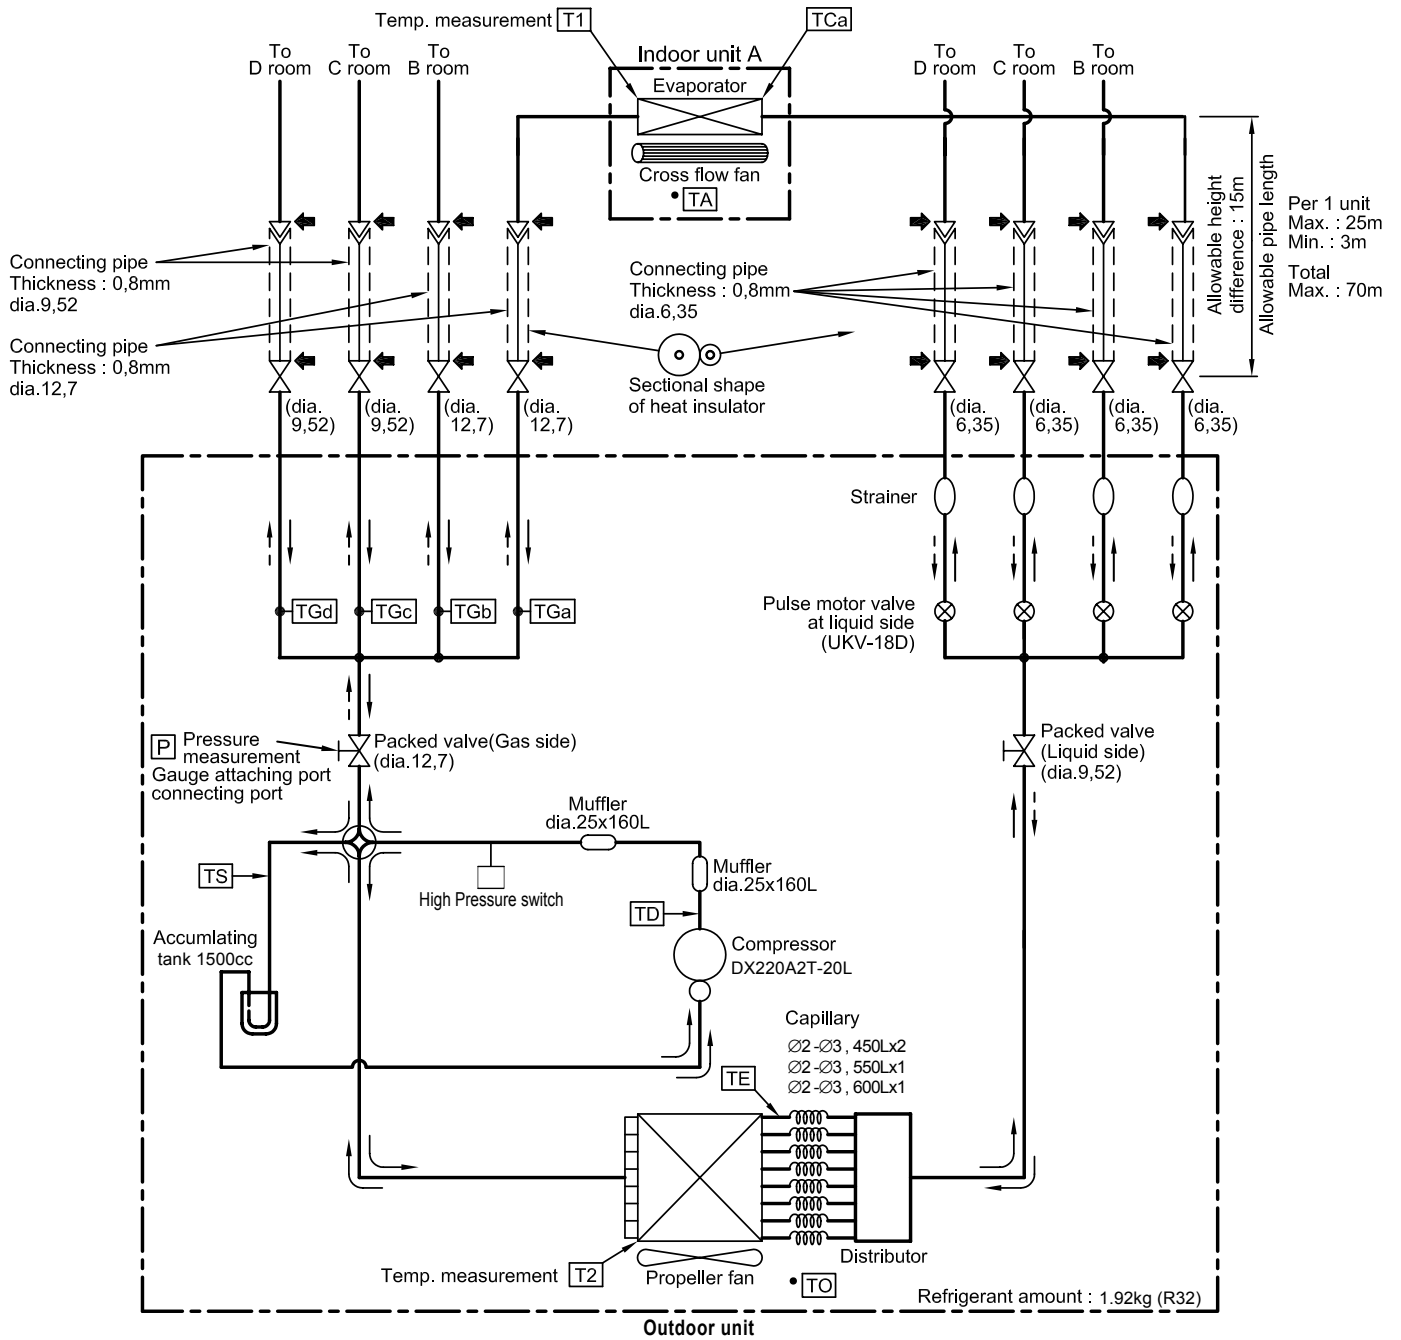 Temp. measurement T1
TCa
To
D room
To
C room
To
B room
Indoor unit A
Evaporator
Cross flow fan
TA
To
D room
To
C room
To
B room
Allowable height
difference : 15m
Allowable pipe length
Per 1 unit
Max. : 25m
Min. : 3m
Total
Max. : 70m
Connecting pipe
Thickness : 0,8mm
dia.9,52
Connecting pipe
Thickness : 0,8mm
dia.12,7
Connecting pipe
Thickness : 0,8mm
dia.6,35
Sectional shape
of heat insulator
(dia.
9,52)
(dia.
9,52)
(dia.
12,7)
(dia.
12,7)
(dia.
6,35)
(dia.
6,35)
(dia.
6,35)
(dia.
6,35)
Strainer
TGd
TGc
TGb
TGa
Pulse motor valve
at liquid side
(UKV-18D)
P Pressure
measurement
Gauge attaching port
connecting port
Packed valve(Gas side)
(dia.12,7)
Packed valve
(Liquid side)
(dia.9,52)
Muffler
dia.25x160L
Muffler
dia.25x160L
TS
High Pressure switch
TD
Accumlating
tank 1500cc
Compressor
DX220A2T-20L
Capillary
∅2 -∅3 , 450Lx2
∅2 -∅3 , 550Lx1
∅2 -∅3 , 600Lx1
TE
Distributor
Temp. measurement T2
Propeller fan
TO
Refrigerant amount : 1.92kg (R32)
Outdoor unit